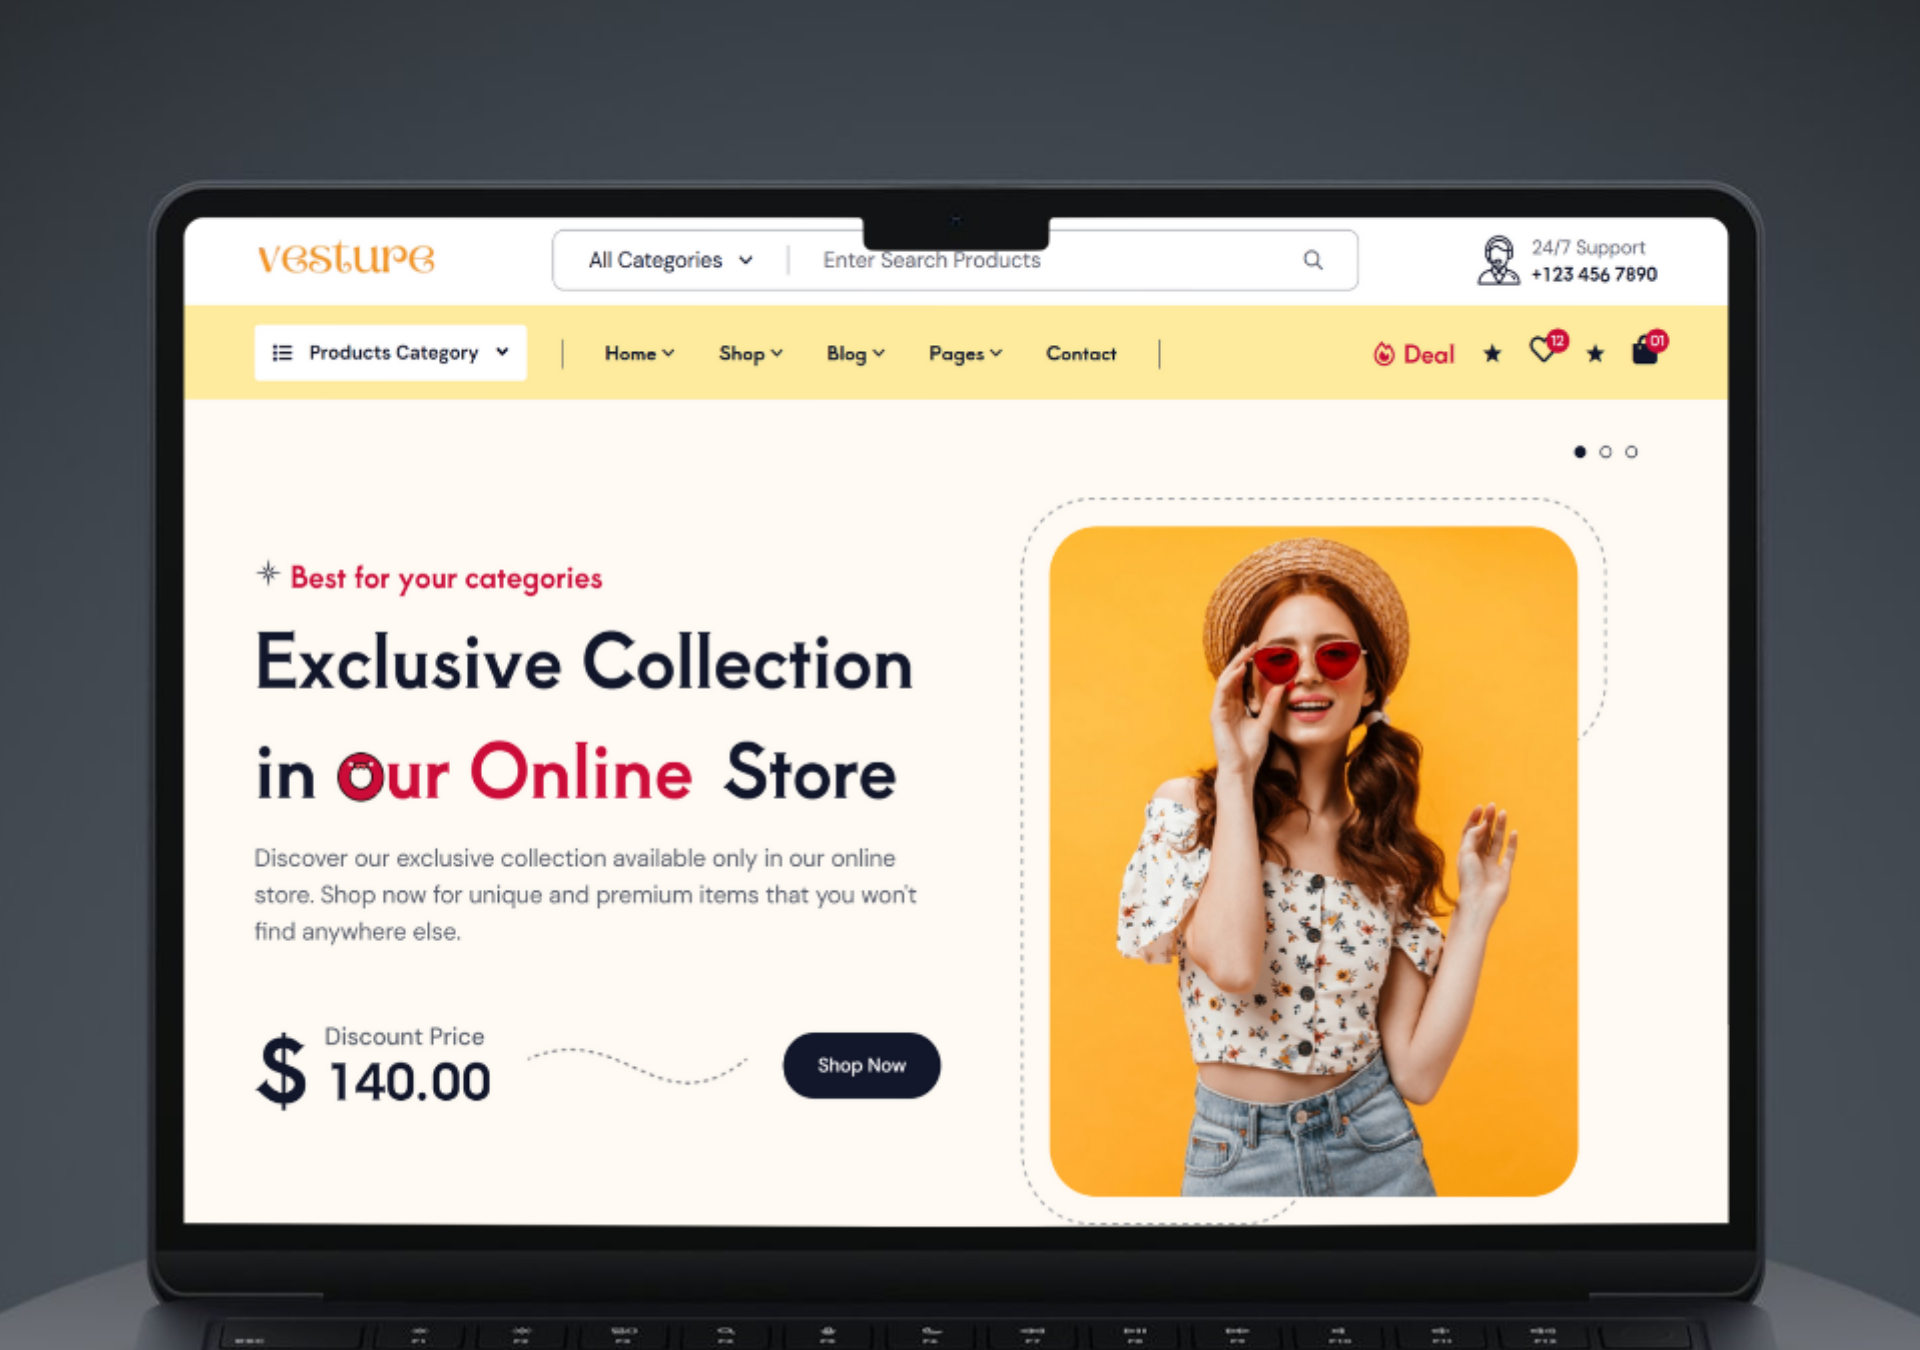 vesture
All Categories
Enter Search Products
24/7 Support
+123 456 7890
Products Category
Home
Shop
Blog
Pages
Contact
Deal
12
01
Best for your categories
Exclusive Collection
in our Online Store
Discover our exclusive collection available only in our online
store. Shop now for unique and premium items that you won't
find anywhere else.
Discount Price
$ 140.00
Shop Now